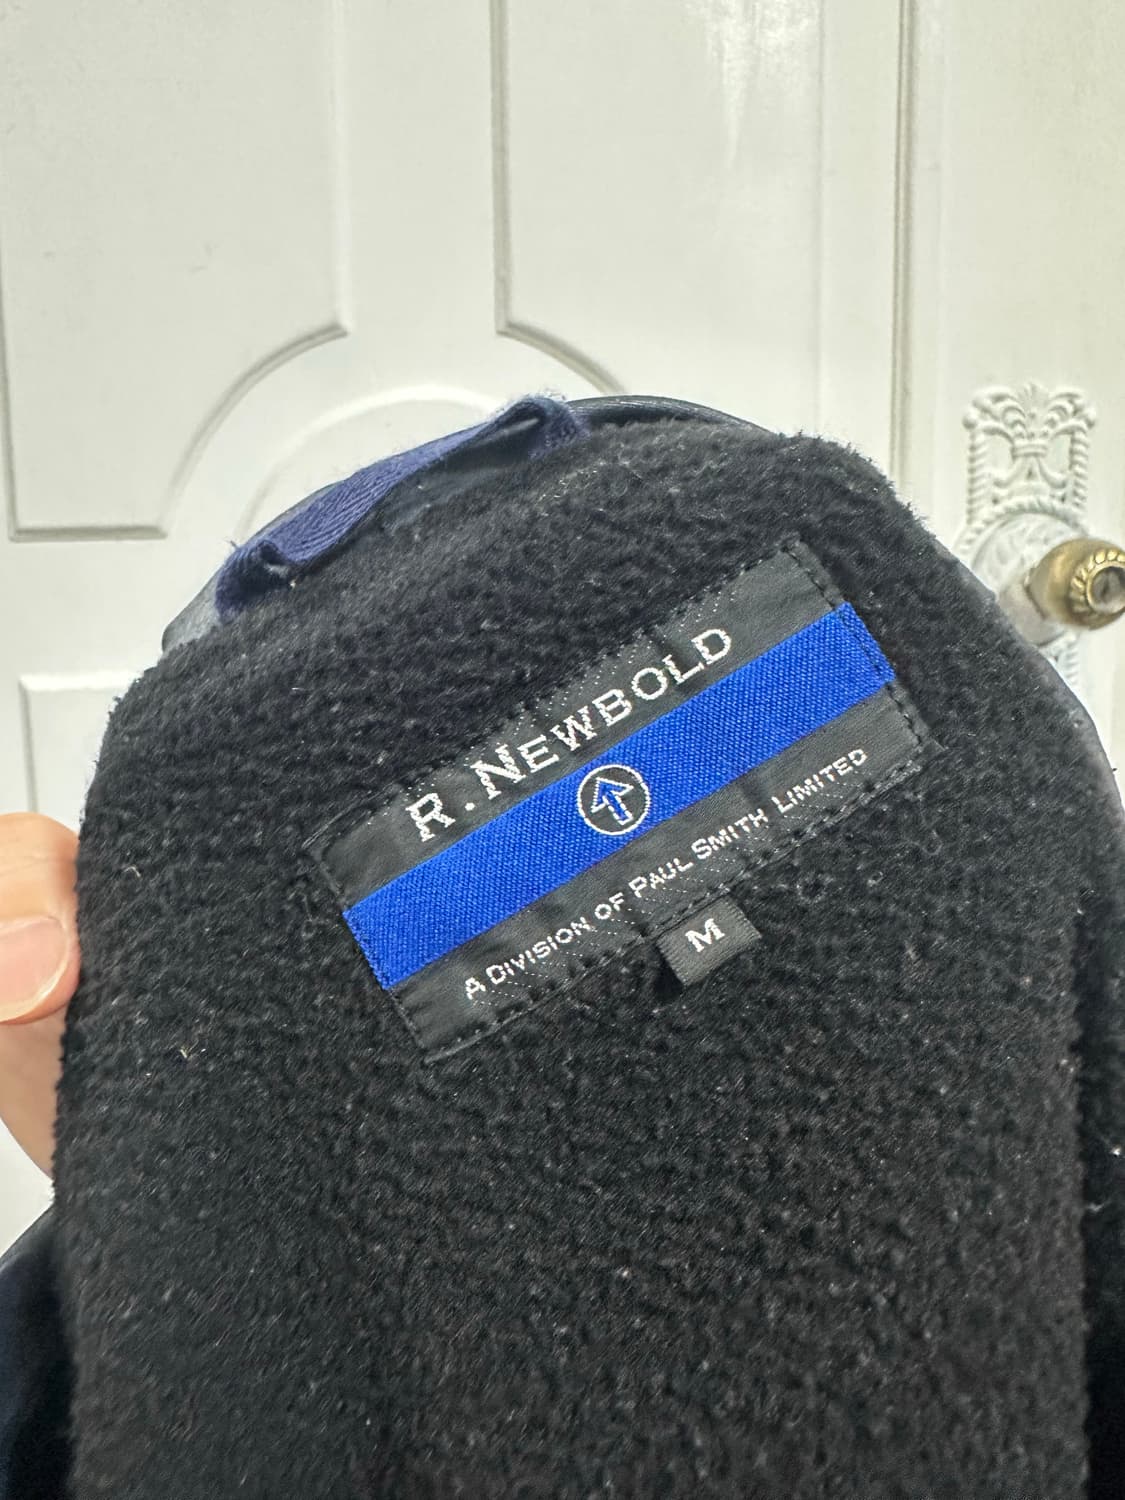 R. NEWBOLD
A DIVISION OF PAUL SMITH LIMITED
M